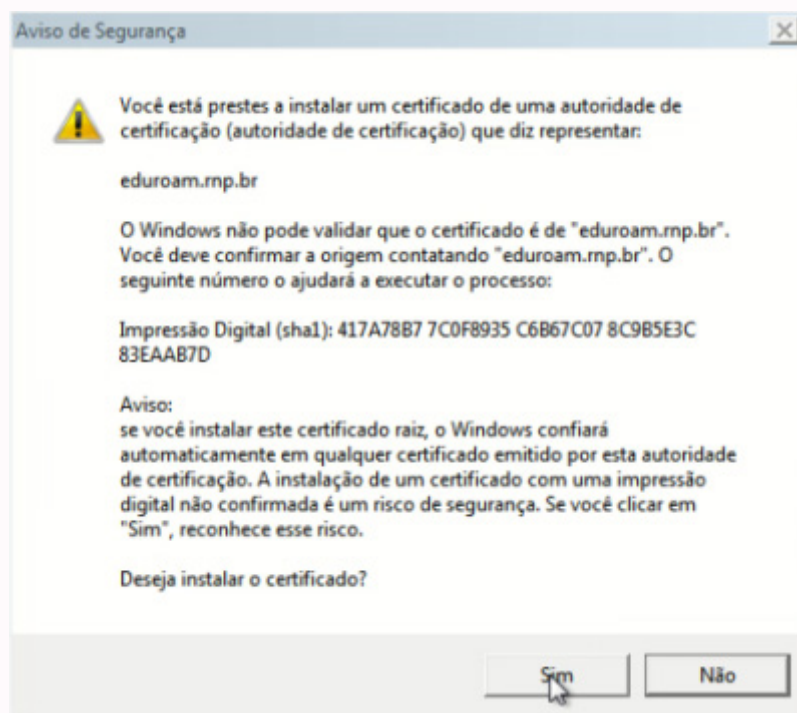 Aviso de Segurança
Você está prestes a instalar um certificado de uma autoridade de
certificação (autoridade de certificação) que diz representar:
eduroam.rnp.br
O Windows não pode validar que o certificado é de "eduroam.rnp.br".
Você deve confirmar a origem contatando "eduroam.rnp.br". O
seguinte número o ajudará a executar o processo:
Impressão Digital (sha1): 417A78B7 7C0F8935 C6B67C07 8C9B5E3C
83EAAB7D
Aviso:
se você instalar este certificado raiz, o Windows confiará
automaticamente em qualquer certificado emitido por esta autoridade
de certificação. A instalação de um certificado com uma impressão
digital não confirmada é um risco de segurança. Se você clicar em
"Sim", reconhece esse risco.
Deseja instalar o certificado?
Sim Não